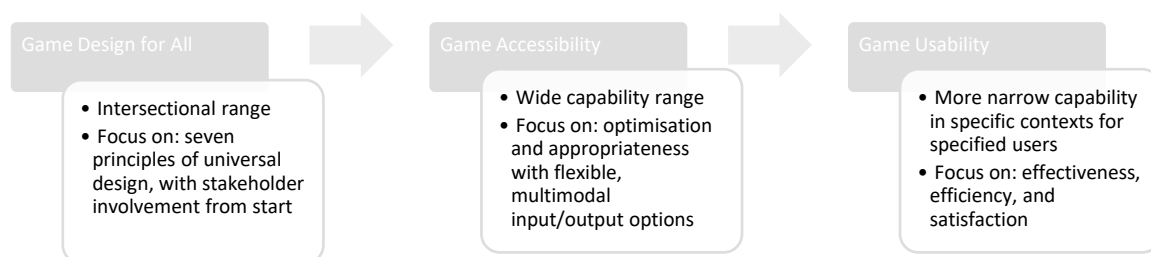 Game Design for All
• Intersectional range
• Focus on: seven
principles of universal
design, with stakeholder
involvement from start
Game Accessibility
• Wide capability range
• Focus on: optimisation
and appropriateness
with flexible,
multimodal
input/output options
Game Usability
• More narrow capability
in specific contexts for
specified users
• Focus on: effectiveness,
efficiency, and
satisfaction